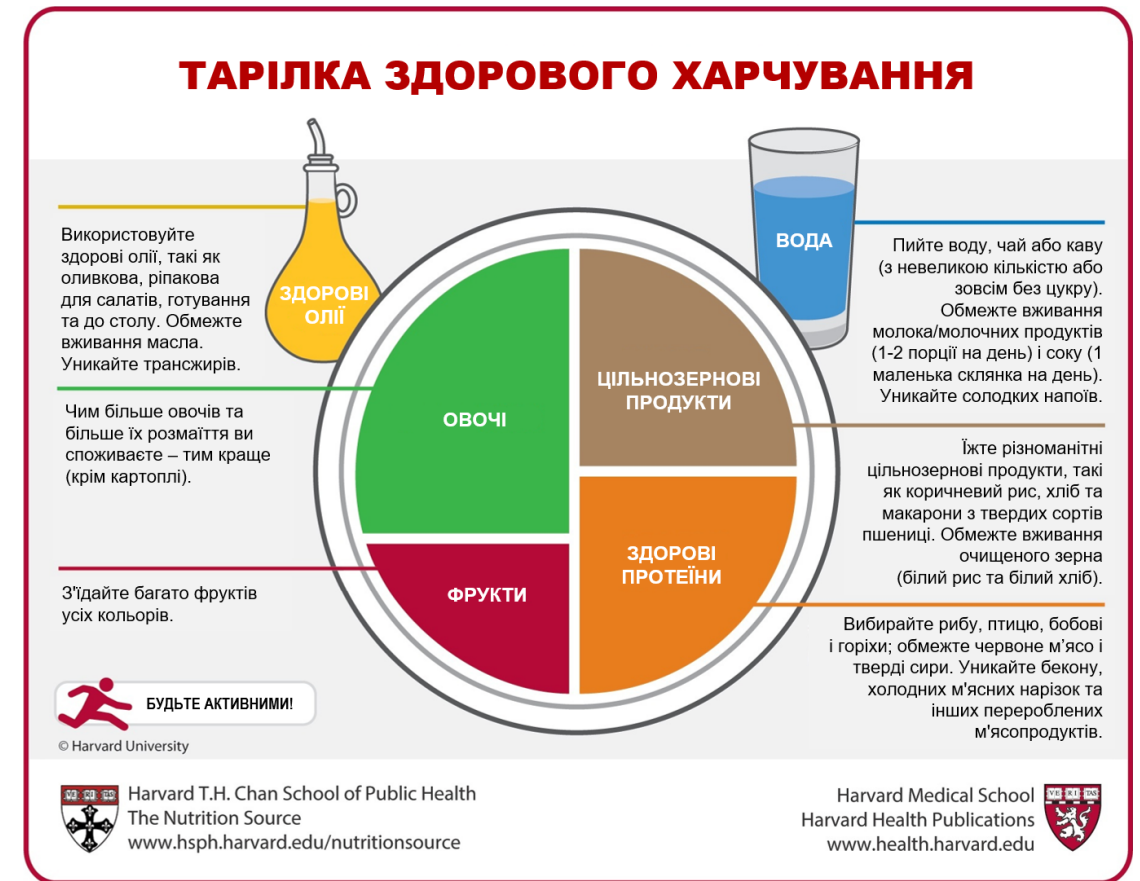 ТАРІЛКА ЗДОРОВОГО ХАРЧУВАННЯ
Використовуйте
здорові олії, такі як
оливкова, ріпакова
для салатів, готування
та до столу. Обмежте
вживання масла.
Уникайте трансжирів.
ЗДОРОВІ
ОЛІЇ
Чим більше овочів та
більше їх розмаїття ви
споживаєте – тим краще
(крім картоплі).
З'їдайте багато фруктів
усіх кольорів.
ОВОЧІ
ФРУКТИ
ЦІЛЬНОЗЕРНОВІ
ПРОДУКТИ
ЗДОРОВІ
ПРОТЕЇНИ
ВОДА
Пийте воду, чай або каву
(з невеликою кількістю або
зовсім без цукру).
Обмежте вживання
молока/молочних продуктів
(1-2 порції на день) і соку (1
маленька склянка на день).
Уникайте солодких напоїв.
Їжте різноманітні
цільнозернові продукти, такі
як коричневий рис, хліб та
макарони з твердих сортів
пшениці. Обмежте вживання
очищеного зерна
(білий рис та білий хліб).
Вибирайте рибу, птицю, бобові
і горіхи; обмежте червоне м’ясо і
тверді сири. Уникайте бекону,
холодних м'ясних нарізок та
інших перероблених
м'ясопродуктів.
БУДЬТЕ АКТИВНИМИ!
© Harvard University
Harvard T.H. Chan School of Public Health
The Nutrition Source
www.hsph.harvard.edu/nutritionsource
Harvard Medical School
Harvard Health Publications
www.health.harvard.edu
VE RI TAS